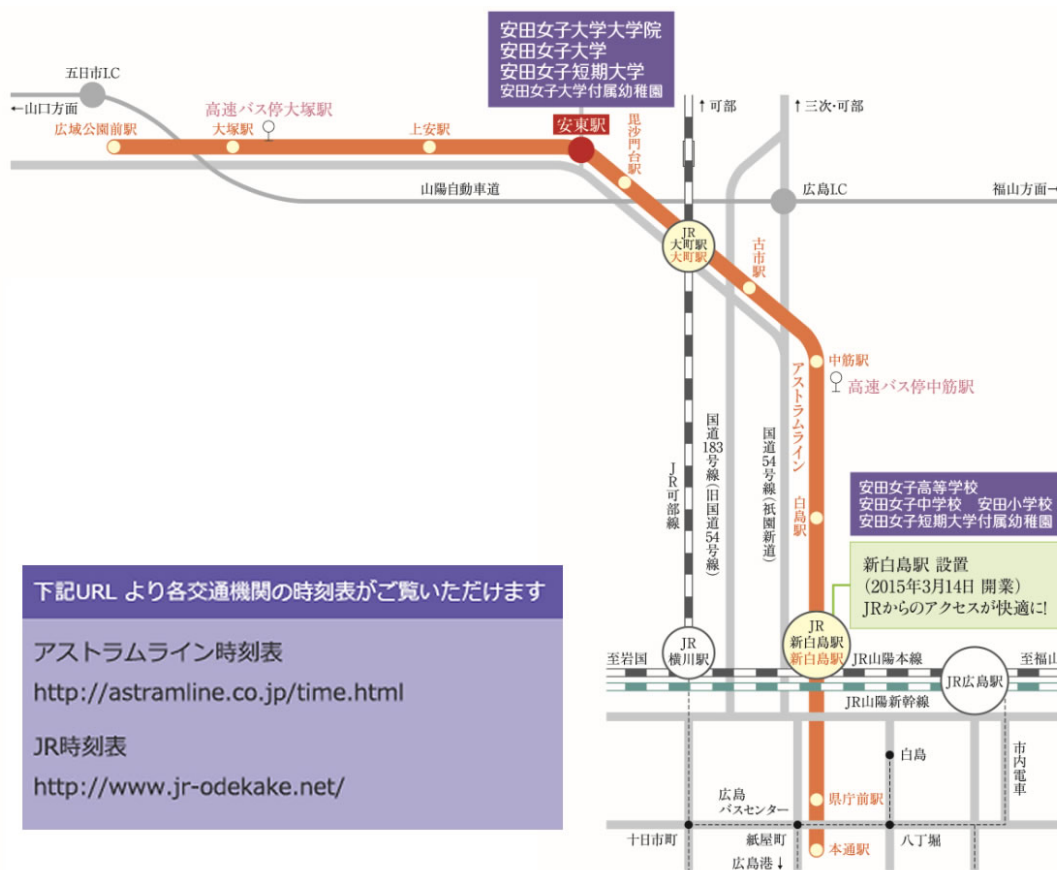 安田女子大学大学院
安田女子大学
安田女子短期大学
安田女子大学付属幼稚園
五日市I.C
←山口方面
高速バス停大塚駅
↑可部
↑三次・可部
広域公園前駅
大塚駅
上安駅
安東駅
毘沙門台駅
山陽自動車道
広島I.C
福山方面→
JR
大町駅
大町駅
古市駅
中筋駅
高速バス停中筋駅
アストラムライン
国道183号線(旧国道54号線)
国道54号線(祇園新道)
JR可部線
白島駅
安田女子高等学校
安田女子中学校　安田小学校
安田女子短期大学付属幼稚園
新白島駅 設置
(2015年3月14日 開業)
JRからのアクセスが快適に!
下記URL より各交通機関の時刻表がご覧いただけます
アストラムライン時刻表
http://astramline.co.jp/time.html
JR時刻表
http://www.jr-odekake.net/
JR
横川駅
JR
新白島駅
新白島駅
至岩国
JR山陽本線
至福山
JR広島駅
JR山陽新幹線
白島
市内電車
県庁前駅
広島
バスセンター
十日市町
紙屋町
本通駅
八丁堀
広島港↓